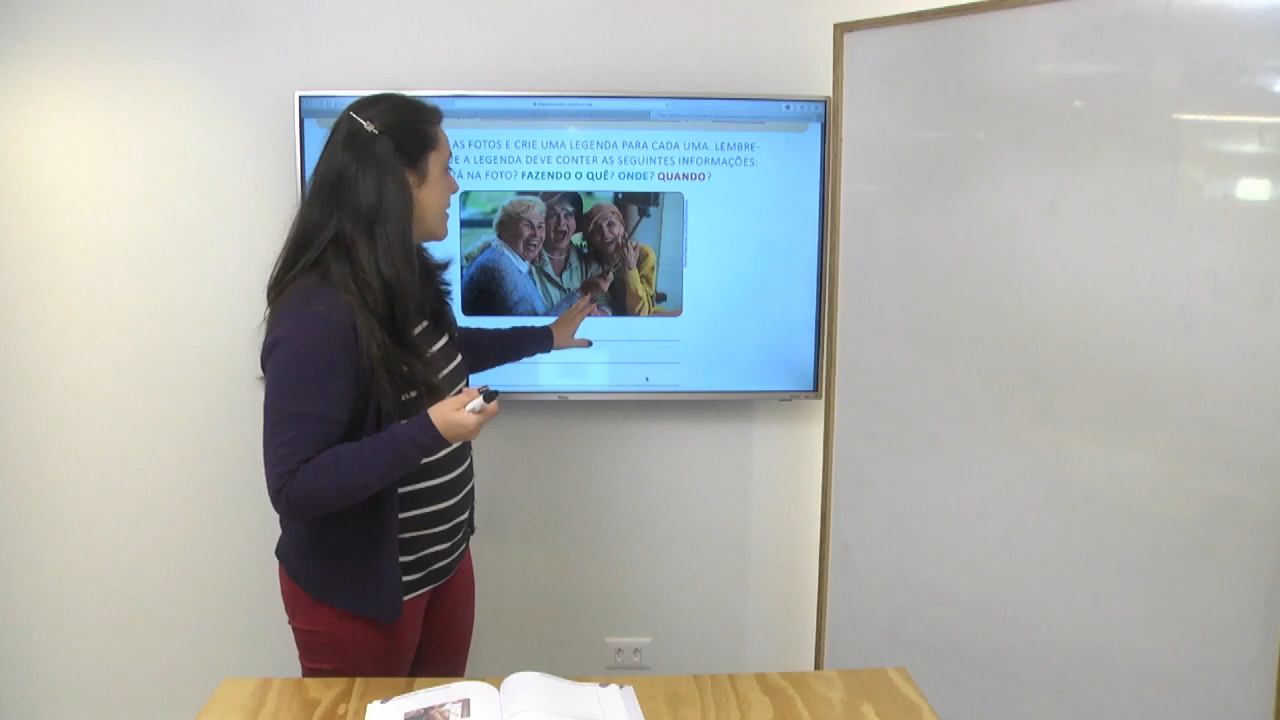 AS FOTOS E CRIE UMA LEGENDA PARA CADA UMA. LEMBRE-
UE A LEGENDA DEVE CONTER AS SEGUINTES INFORMAÇÕES:
NA FOTO? FAZENDO O QUÊ? ONDE? QUANDO?